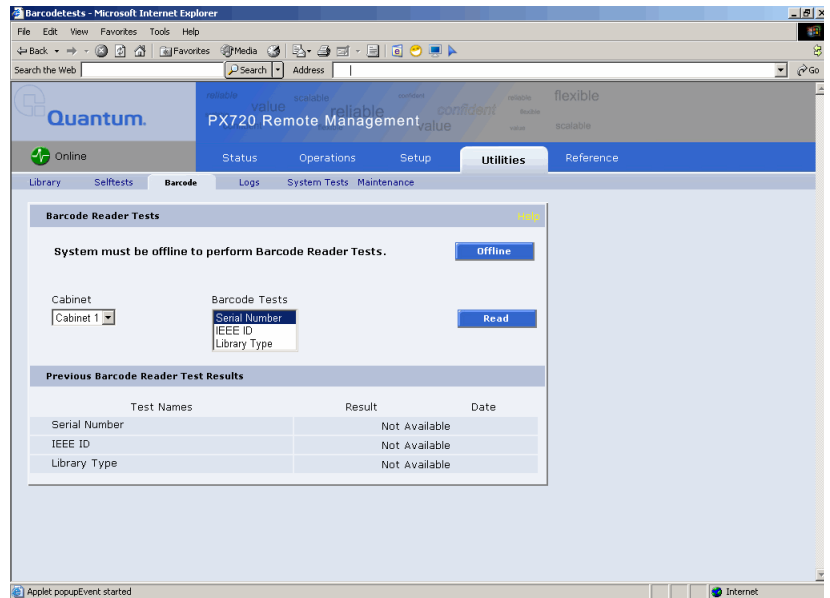 Barcodetests - Microsoft Internet Explorer
File Edit View Favorites Tools Help
Back Favorites Media
Search the Web Search Address Go
Quantum.
PX720 Remote Management
reliable value scalable reliable confident value reliable flexible
scalable
Online
Status Operations Setup Utilities Reference
Library Selftests Barcode Logs System Tests Maintenance
Barcode Reader Tests Help
System must be offline to perform Barcode Reader Tests. Offline
Cabinet Barcode Tests
Cabinet 1 Serial Number Read
IEEE ID
Library Type
Previous Barcode Reader Test Results
Test Names Result Date
Serial Number Not Available
IEEE ID Not Available
Library Type Not Available
Applet popupEvent started Internet